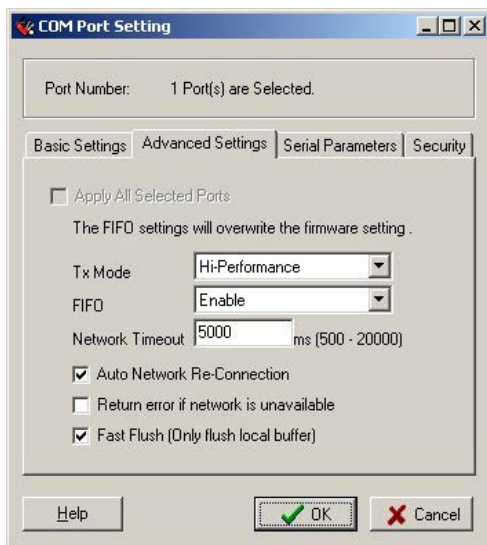 COM Port Setting
Port Number: 1 Port(s) are Selected.
Basic Settings Advanced Settings Serial Parameters Security
Apply All Selected Ports
The FIFO settings will overwrite the firmware setting .
Tx Mode Hi-Performance
FIFO Enable
Network Timeout 5000 ms (500 - 20000)
Auto Network Re-Connection
Return error if network is unavailable
Fast Flush (Only flush local buffer)
Help OK Cancel